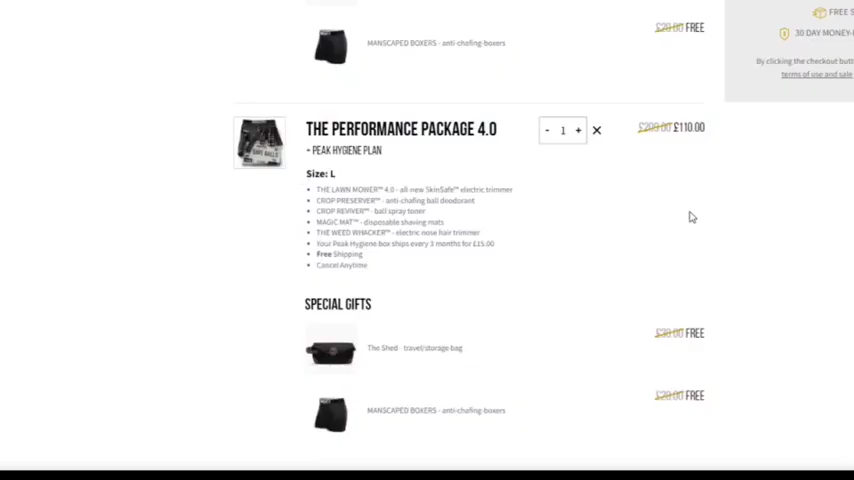 £20.00 FREE
MANSCAPED BOXERS - anti-chafing-boxers
FREE
30 DAY MONEY-
By clicking the checkout
terms of use and sale
THE PERFORMANCE PACKAGE 4.0
- 1 + ×
£209.00 £110.00
+ PEAK HYGIENE PLAN
Size: L
THE LAWN MOWER™ 4.0 - all-new SkinSafe™ electric trimmer
CROP PRESERVER™ - anti-chafing ball deodorant
CROP REVIVER™ - ball spray toner
MAGIC MAT™ - disposable shaving mats
THE WEED WHACKER™ - electric nose hair trimmer
Your Peak Hygiene box ships every 3 months for £15.00
Free Shipping
Cancel Anytime
SPECIAL GIFTS
The Shed - travel/storage bag
£30.00 FREE
MANSCAPED BOXERS - anti-chafing-boxers
£20.00 FREE